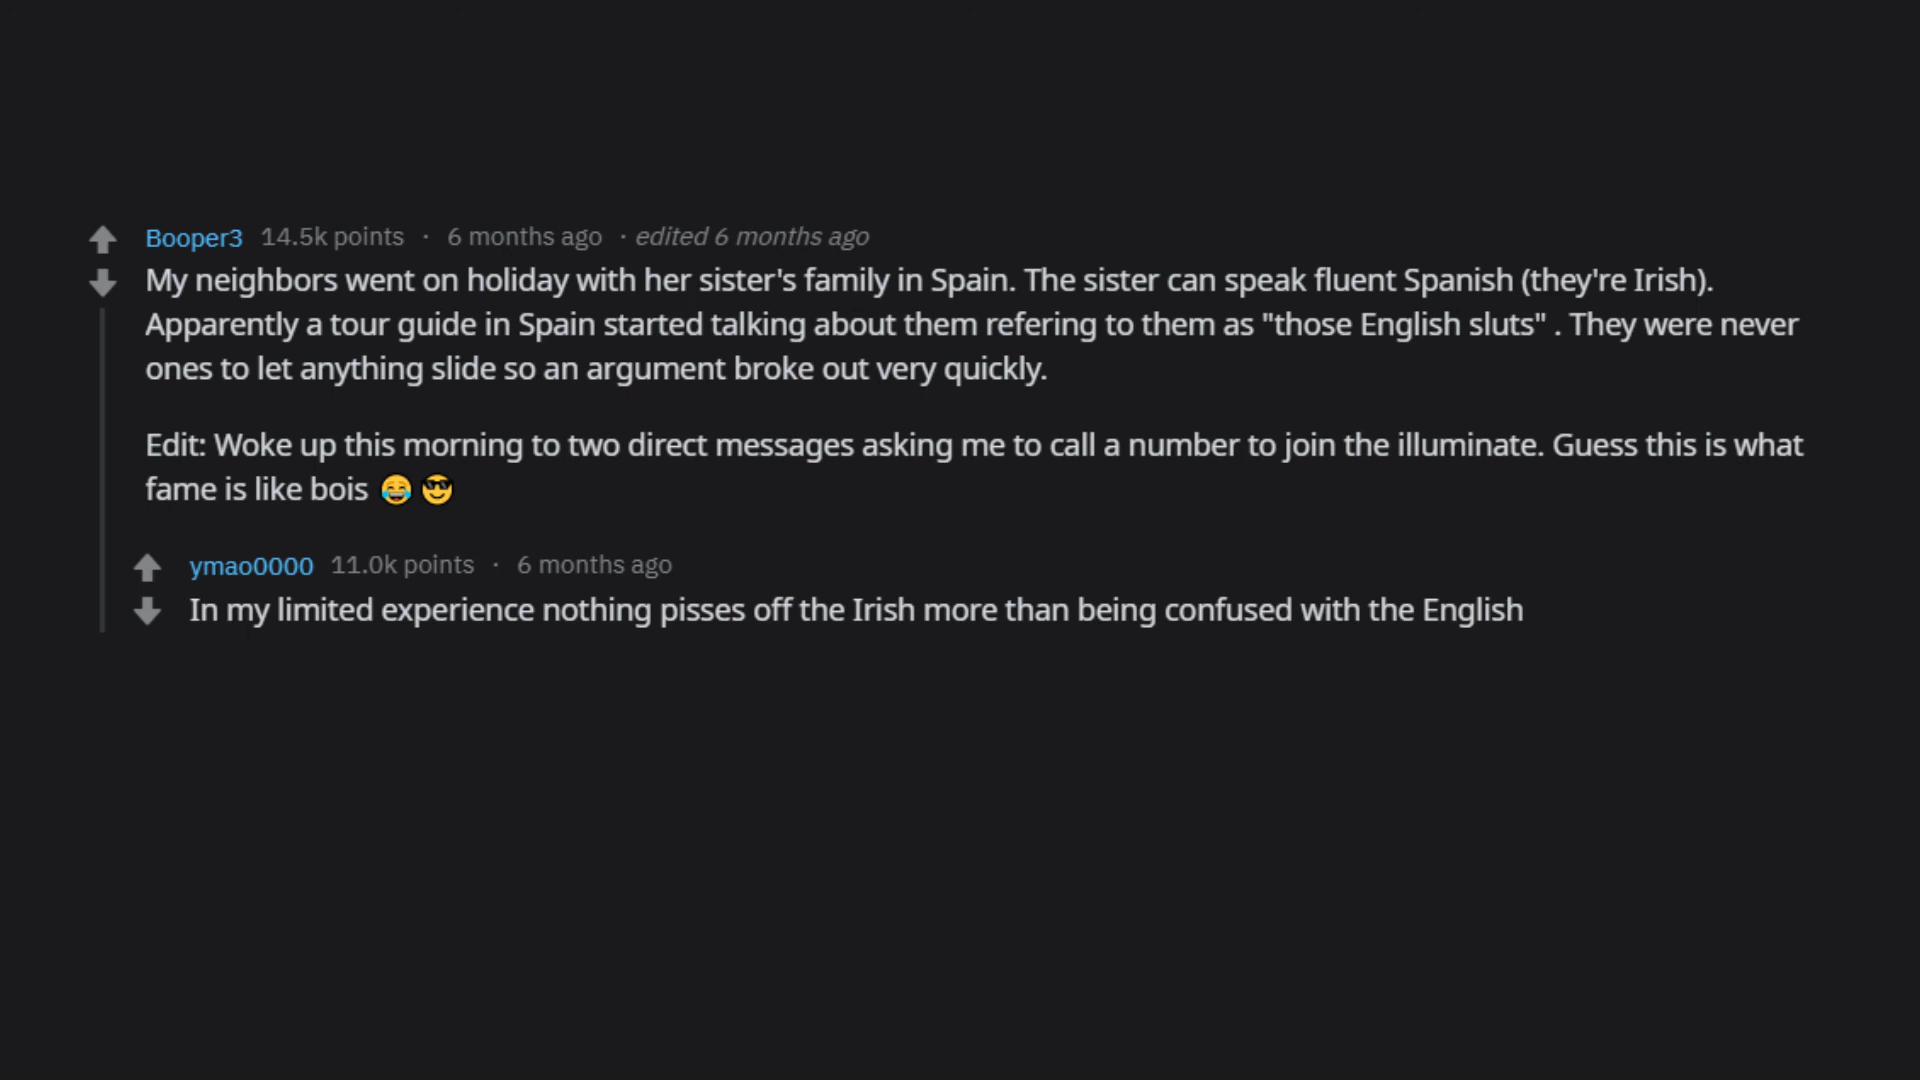 Booper3 14.5k points · 6 months ago · edited 6 months ago
My neighbors went on holiday with her sister's family in Spain. The sister can speak fluent Spanish (they're Irish).
Apparently a tour guide in Spain started talking about them refering to them as "those English sluts" . They were never
ones to let anything slide so an argument broke out very quickly.
Edit: Woke up this morning to two direct messages asking me to call a number to join the illuminate. Guess this is what
fame is like bois 😂 😎
ymao0000 11.0k points · 6 months ago
In my limited experience nothing pisses off the Irish more than being confused with the English